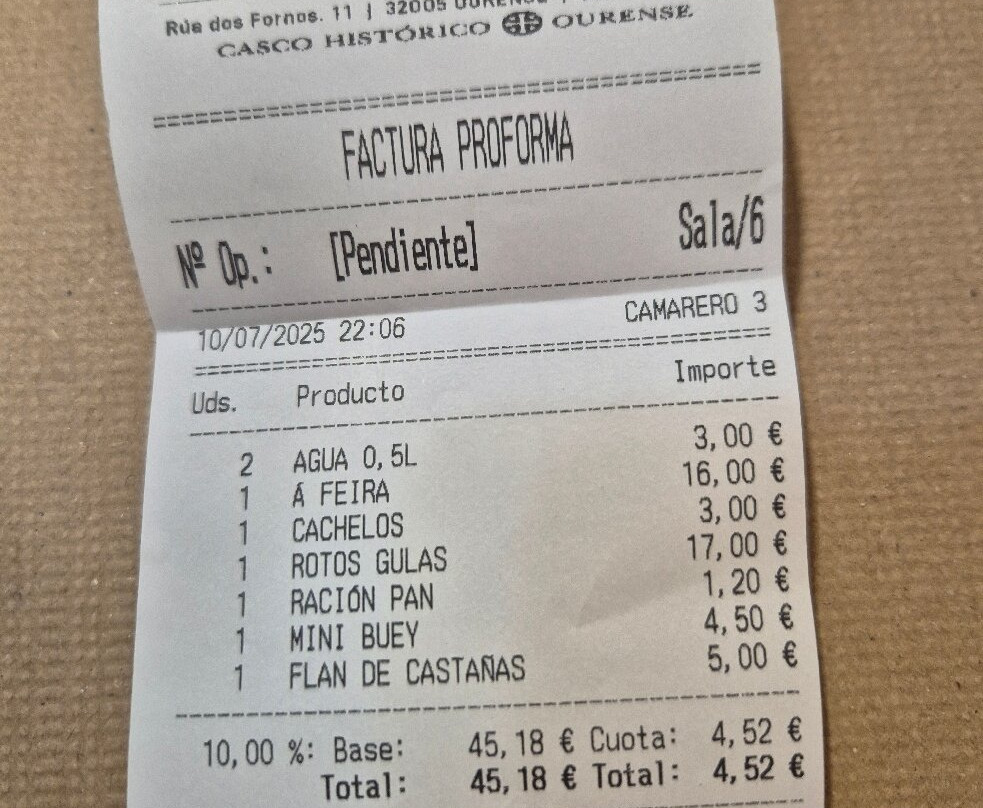 Rúa dos Fornos. 11 | 32005 OURENSE
CASCO HISTÓRICO OURENSE
FACTURA PROFORMA
Nº Op.: [Pendiente] Sala/6
10/07/2025 22:06 CAMARERO 3
Uds. Producto Importe
2 AGUA 0,5L 3,00 €
1 Á FEIRA 16,00 €
1 CACHELOS 3,00 €
1 ROTOS GULAS 17,00 €
1 RACIÓN PAN 1,20 €
1 MINI BUEY 4,50 €
1 FLAN DE CASTAÑAS 5,00 €
10,00 %: Base: 45,18 € Cuota: 4,52 €
Total: 45,18 € Total: 4,52 €